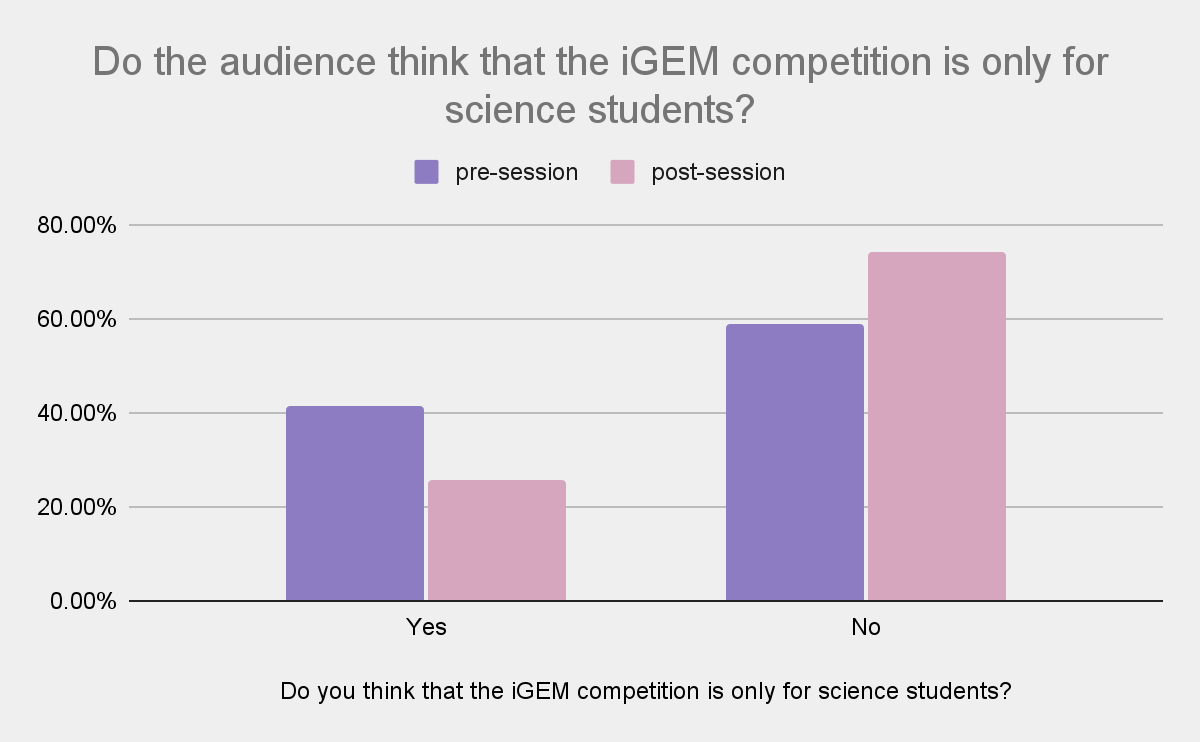 Do the audience think that the iGEM competition is only for
science students?
pre-session post-session
80.00%
60.00%
40.00%
20.00%
0.00%
Yes No
Do you think that the iGEM competition is only for science students?